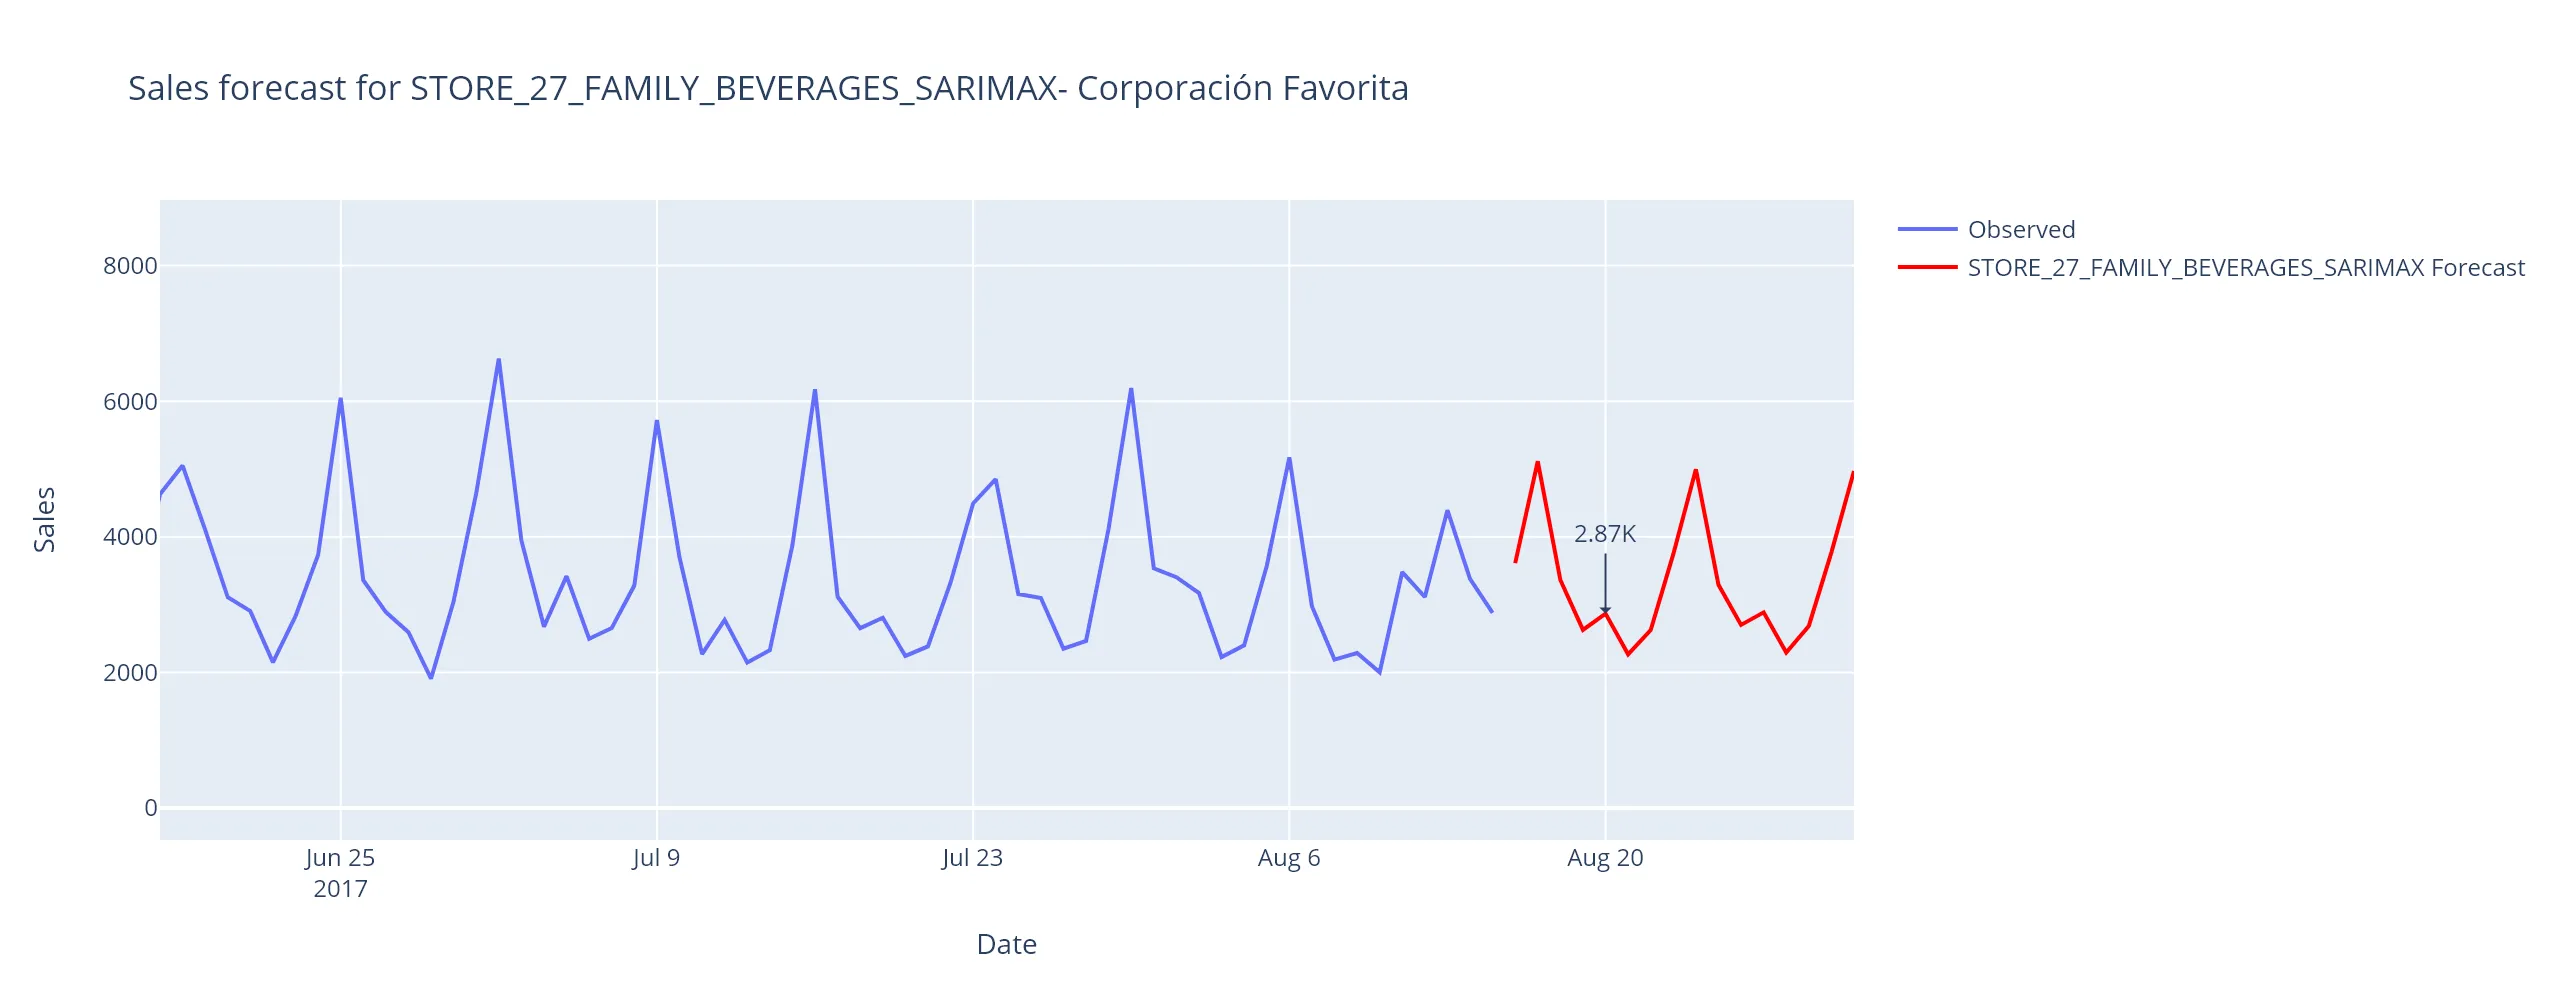 Sales forecast for STORE_27_FAMILY_BEVERAGES_SARIMAX- Corporación Favorita
Observed
STORE_27_FAMILY_BEVERAGES_SARIMAX Forecast
8000
6000
4000
2000
0
Sales
2.87K
Jun 25
2017
Jul 9
Jul 23
Aug 6
Aug 20
Date